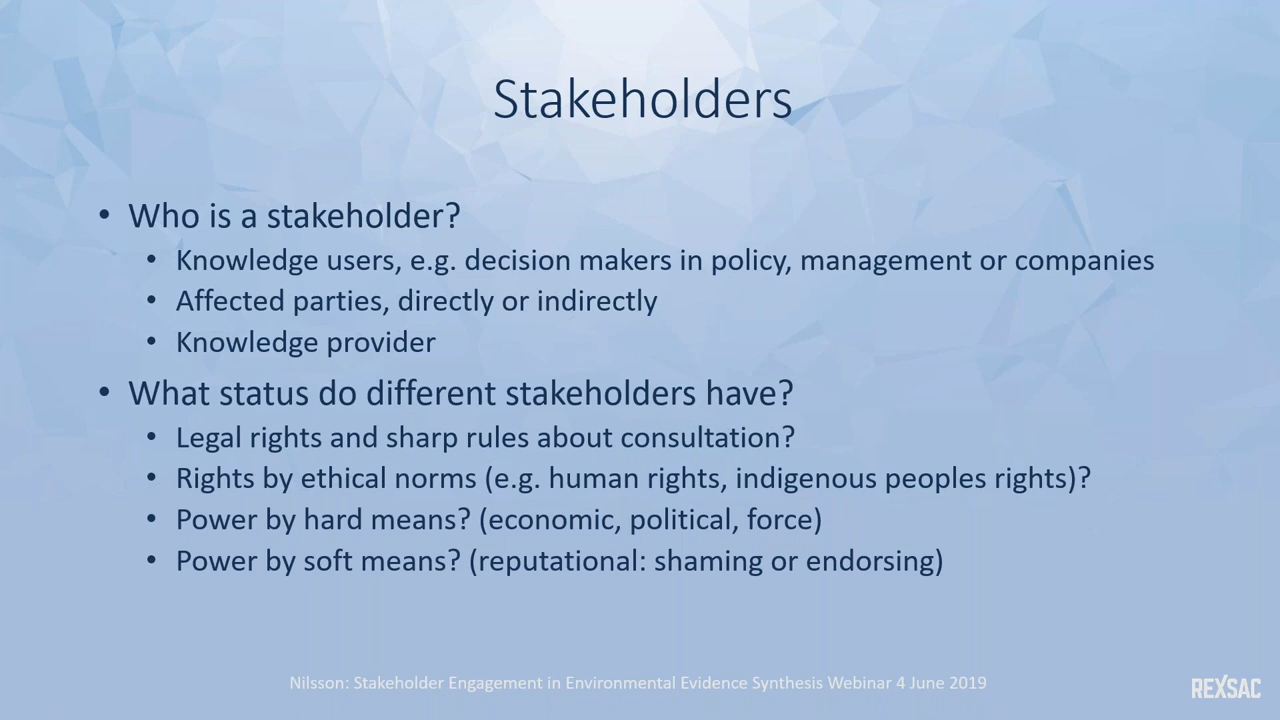 Stakeholders
• Who is a stakeholder?
• Knowledge users, e.g. decision makers in policy, management or companies
• Affected parties, directly or indirectly
• Knowledge provider
• What status do different stakeholders have?
• Legal rights and sharp rules about consultation?
• Rights by ethical norms (e.g. human rights, indigenous peoples rights)?
• Power by hard means? (economic, political, force)
• Power by soft means? (reputational: shaming or endorsing)
Nilsson: Stakeholder Engagement in Environmental Evidence Synthesis Webinar 4 June 2019
REXSAC